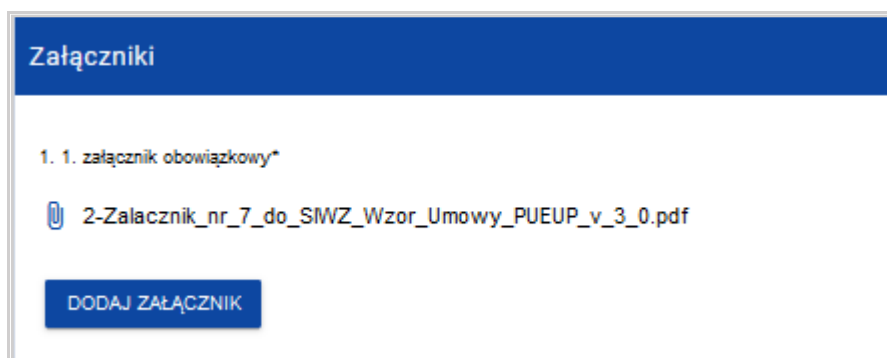 Załączniki
1. 1. załącznik obowiązkowy*
2-Zalacznik_nr_7_do_SIWZ_Wzor_Umowy_PUEUP_v_3_0.pdf
DODAJ ZAŁĄCZNIK